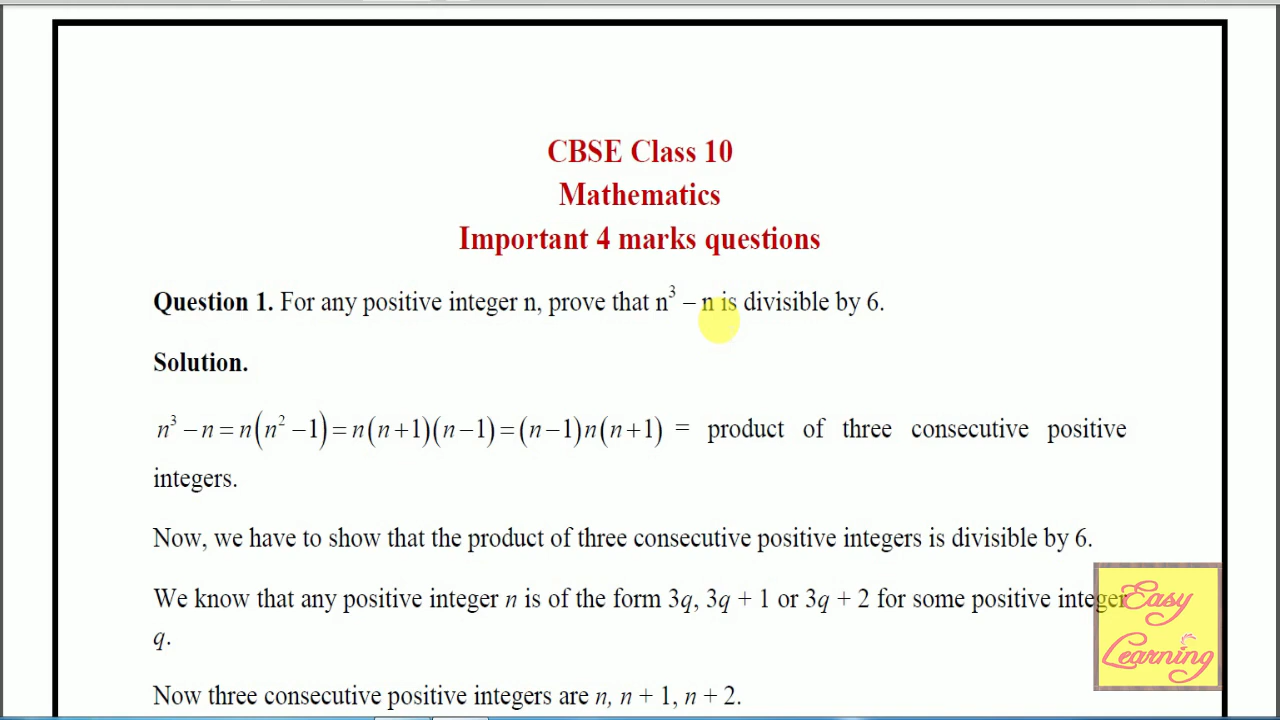 CBSE Class 10
Mathematics
Important 4 marks questions
Question 1. For any positive integer n, prove that n³ – n is divisible by 6.
Solution.
n³ − n = n(n² −1) = n(n+1)(n−1) = (n−1)n(n+1) = product of three consecutive positive
integers.
Now, we have to show that the product of three consecutive positive integers is divisible by 6.
We know that any positive integer n is of the form 3q, 3q + 1 or 3q + 2 for some positive integer
q.
Now three consecutive positive integers are n, n + 1, n + 2.
Easy
Learning